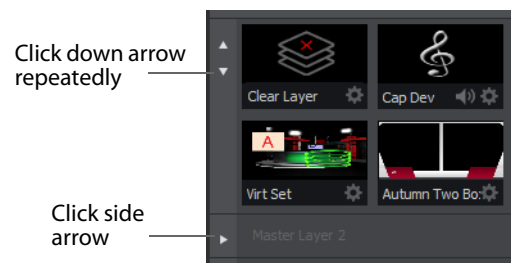 Click down arrow
repeatedly
Clear Layer
Cap Dev
A
Virt Set
Autumn Two Bo
Click side
arrow
Master Layer 2